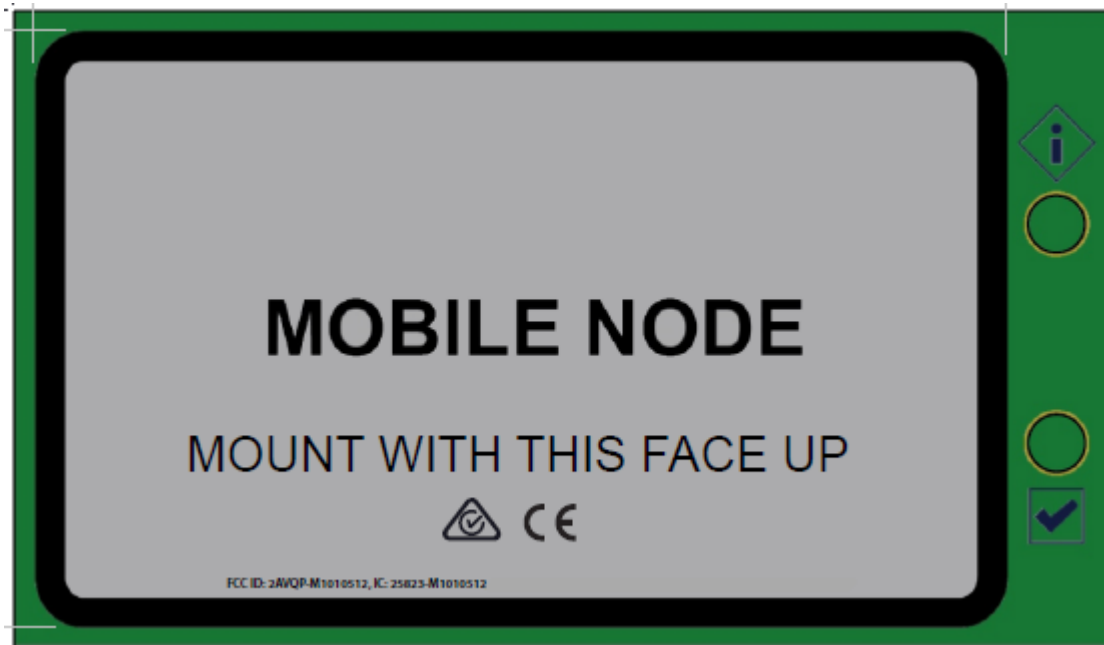 MOBILE NODE
MOUNT WITH THIS FACE UP
CE
FCC ID: 2AVQP-M1010512, IC: 25823-M1010512
i